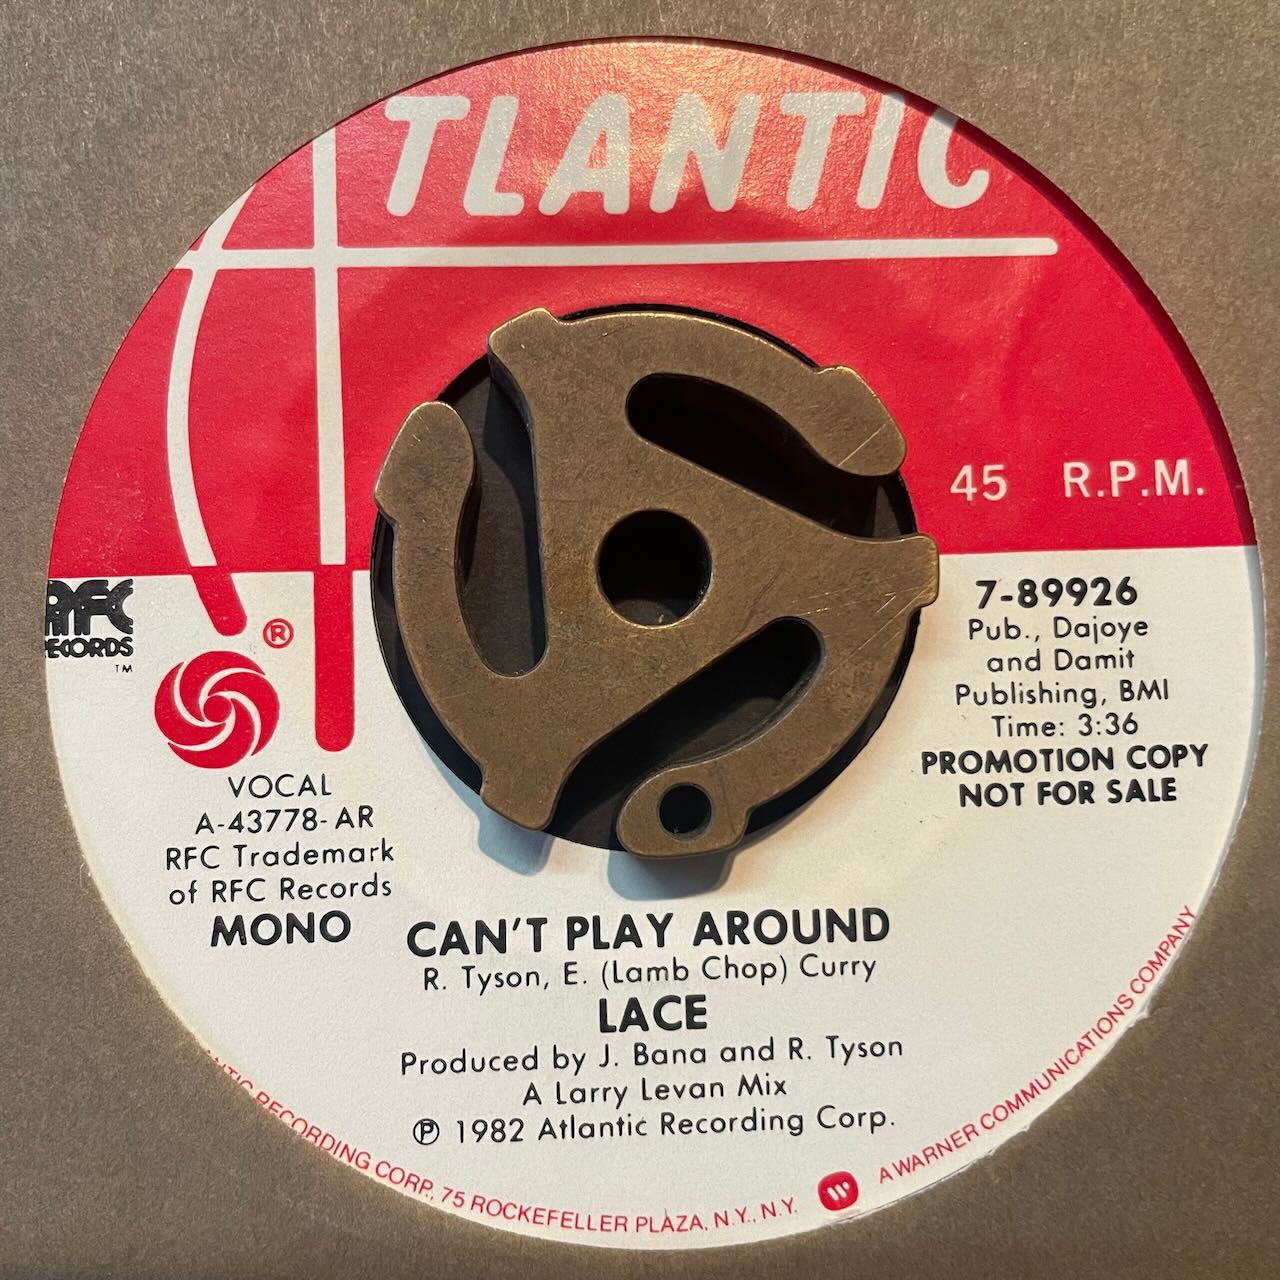 TLANTIC
45 R.P.M.
RFC
RECORDS
TM
®
VOCAL
A-43778-AR
RFC Trademark
of RFC Records
MONO
7-89926
Pub., Dajoye
and Damit
Publishing, BMI
Time: 3:36
PROMOTION COPY
NOT FOR SALE
CAN'T PLAY AROUND
R. Tyson, E. (Lamb Chop) Curry
LACE
Produced by J. Bana and R. Tyson
A Larry Levan Mix
℗ 1982 Atlantic Recording Corp.
NTIC RECORDING CORP., 75 ROCKEFELLER PLAZA, N.Y., N.Y. A WARNER COMMUNICATIONS COMPANY